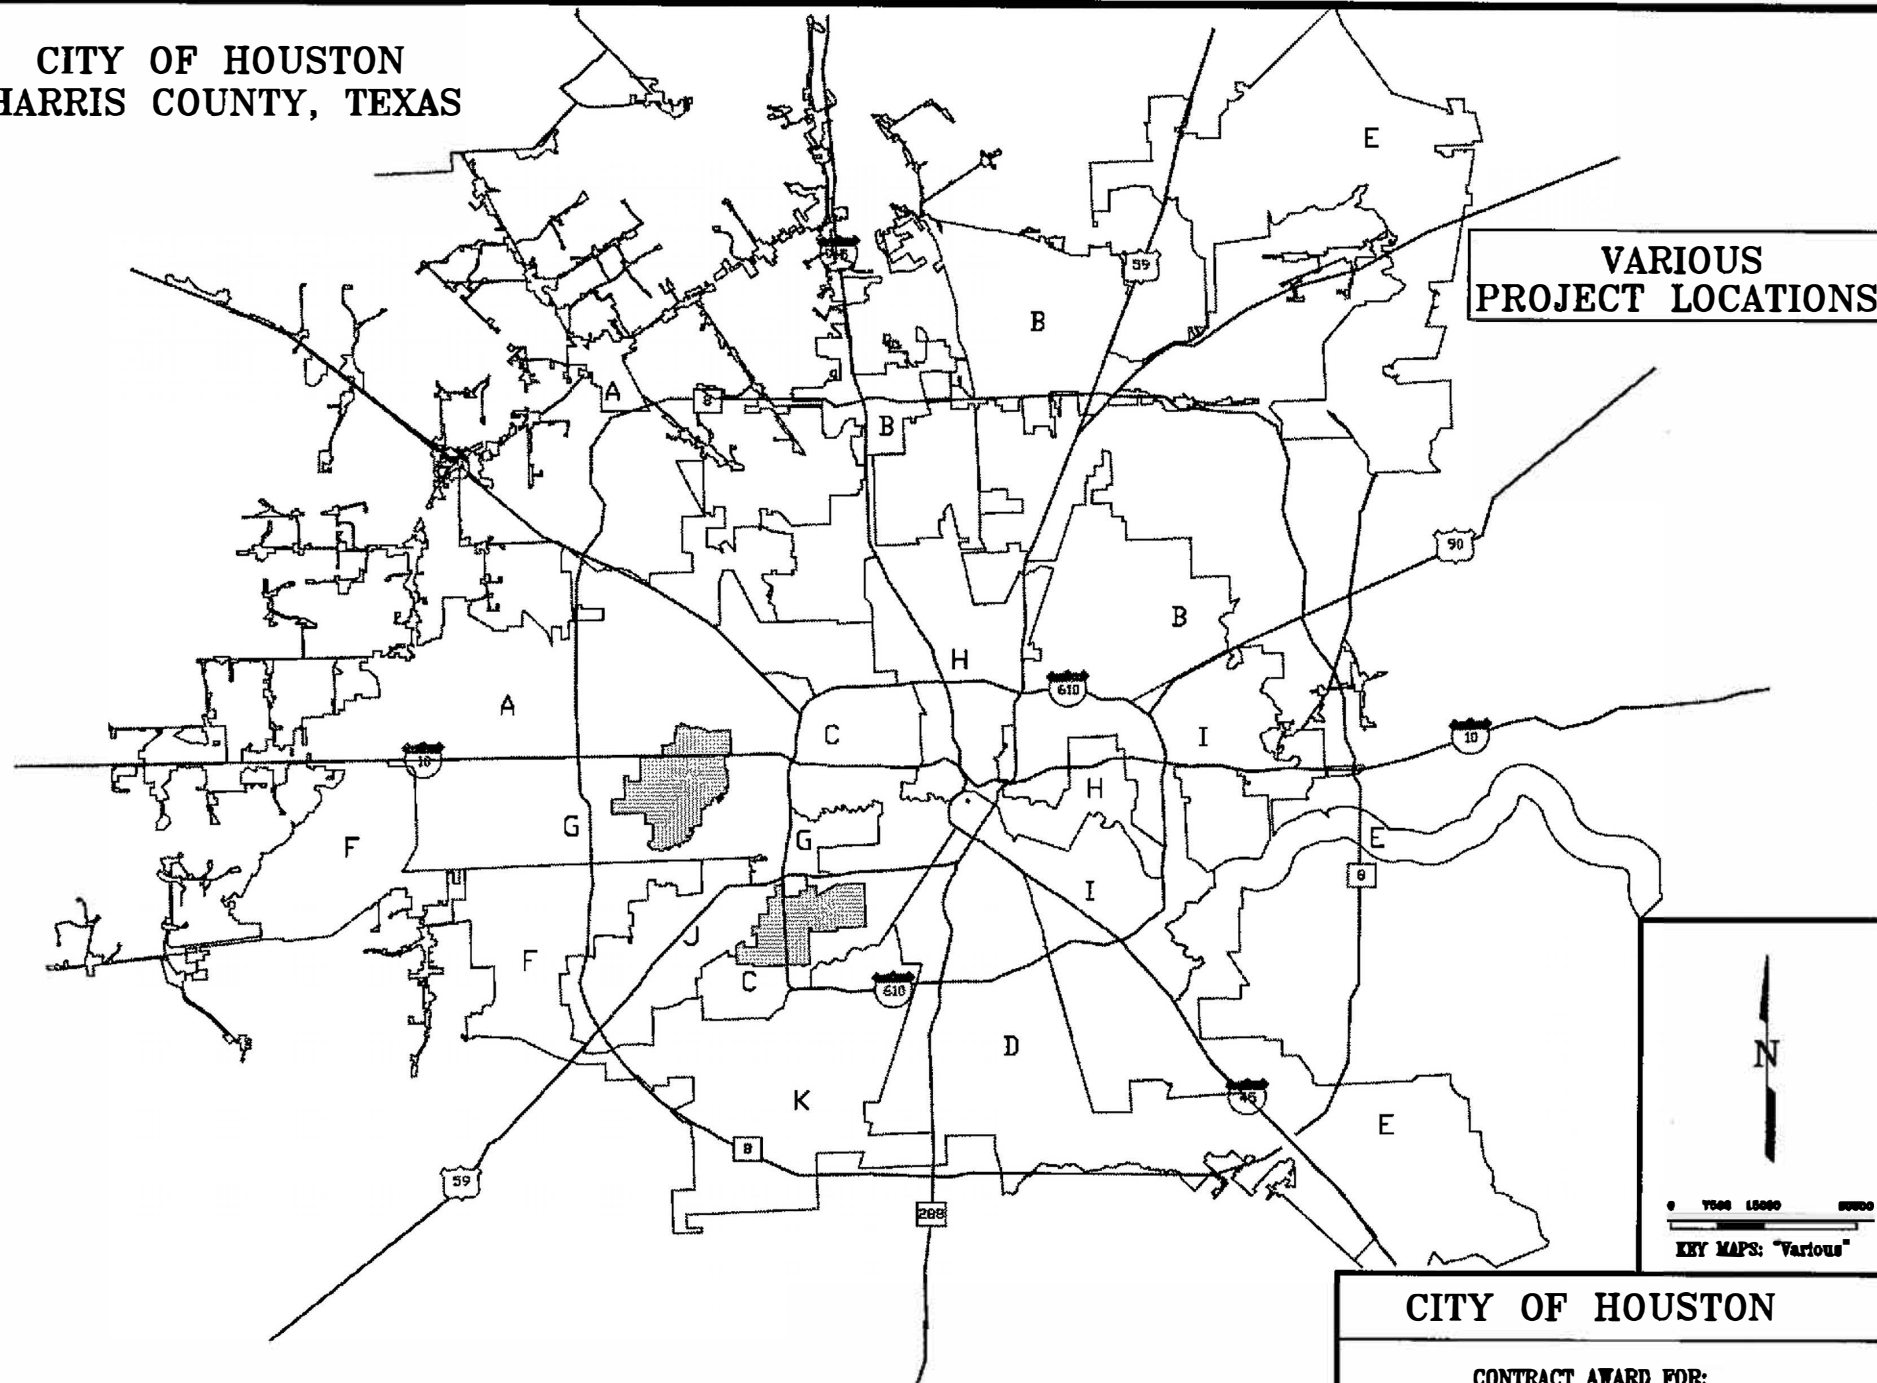 CITY OF HOUSTON
HARRIS COUNTY, TEXAS
VARIOUS
PROJECT LOCATIONS
E
B
59
A
8
B
90
B
H
610
A
C
I
10
10
H
G
F
G
E
8
I
J
F
C
610
D
N
K
45
E
8
59
288
KEY MAPS: "Various"
CITY OF HOUSTON
CONTRACT AWARD FOR: